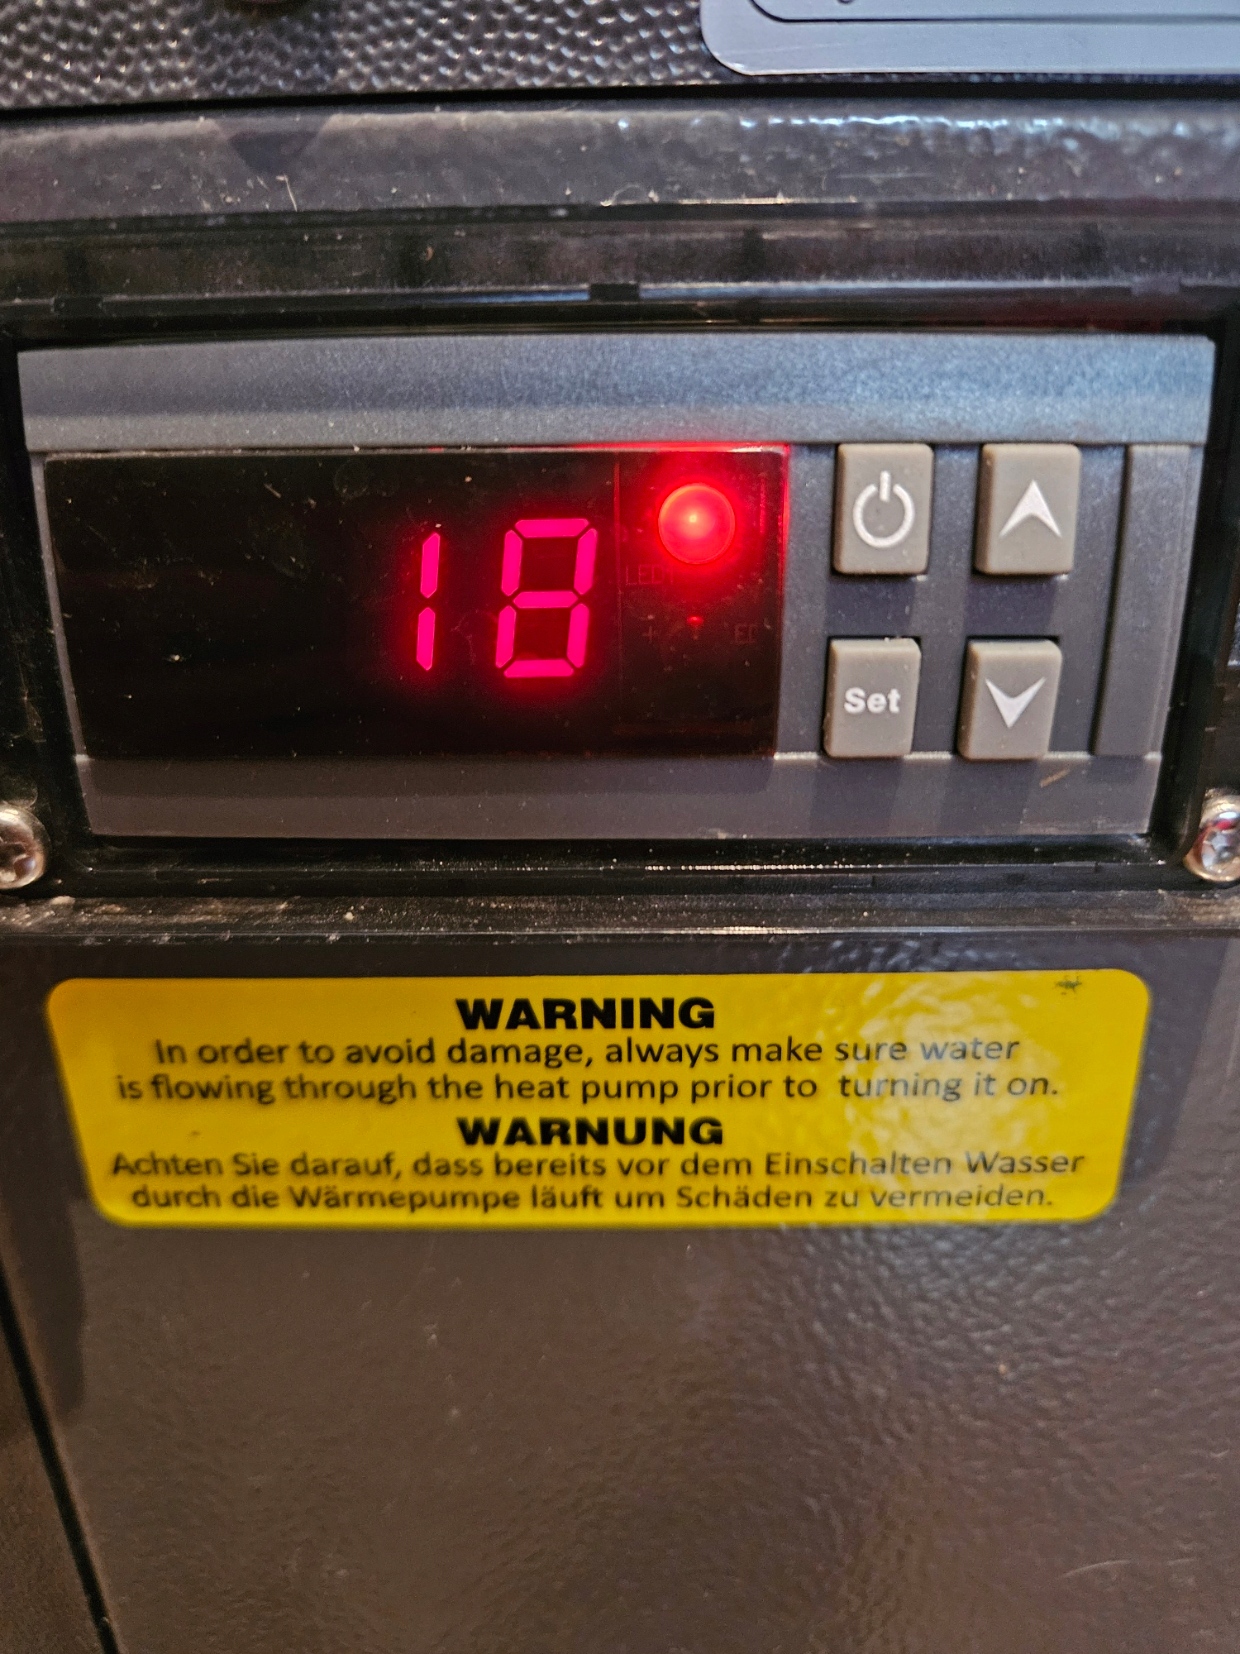 18
LED1
Set
WARNING
In order to avoid damage, always make sure water
is flowing through the heat pump prior to turning it on.
WARNUNG
Achten Sie darauf, dass bereits vor dem Einschalten Wasser
durch die Wärmepumpe läuft um Schäden zu vermeiden.